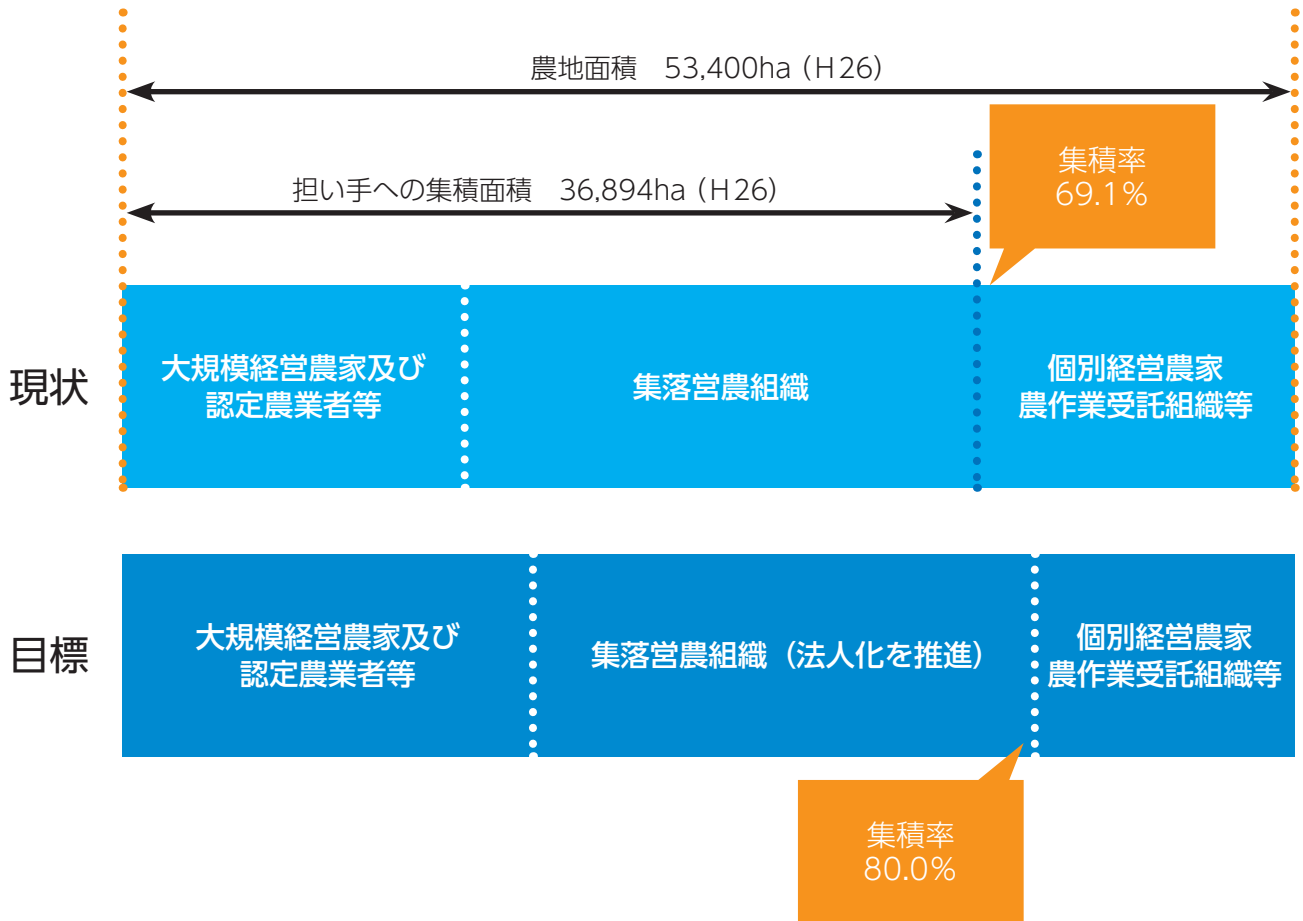 農地面積　53,400ha（H26）
担い手への集積面積　36,894ha（H26）
集積率
69.1%
現状
大規模経営農家及び
認定農業者等
集落営農組織
個別経営農家
農作業受託組織等
目標
大規模経営農家及び
認定農業者等
集落営農組織（法人化を推進）
個別経営農家
農作業受託組織等
集積率
80.0%